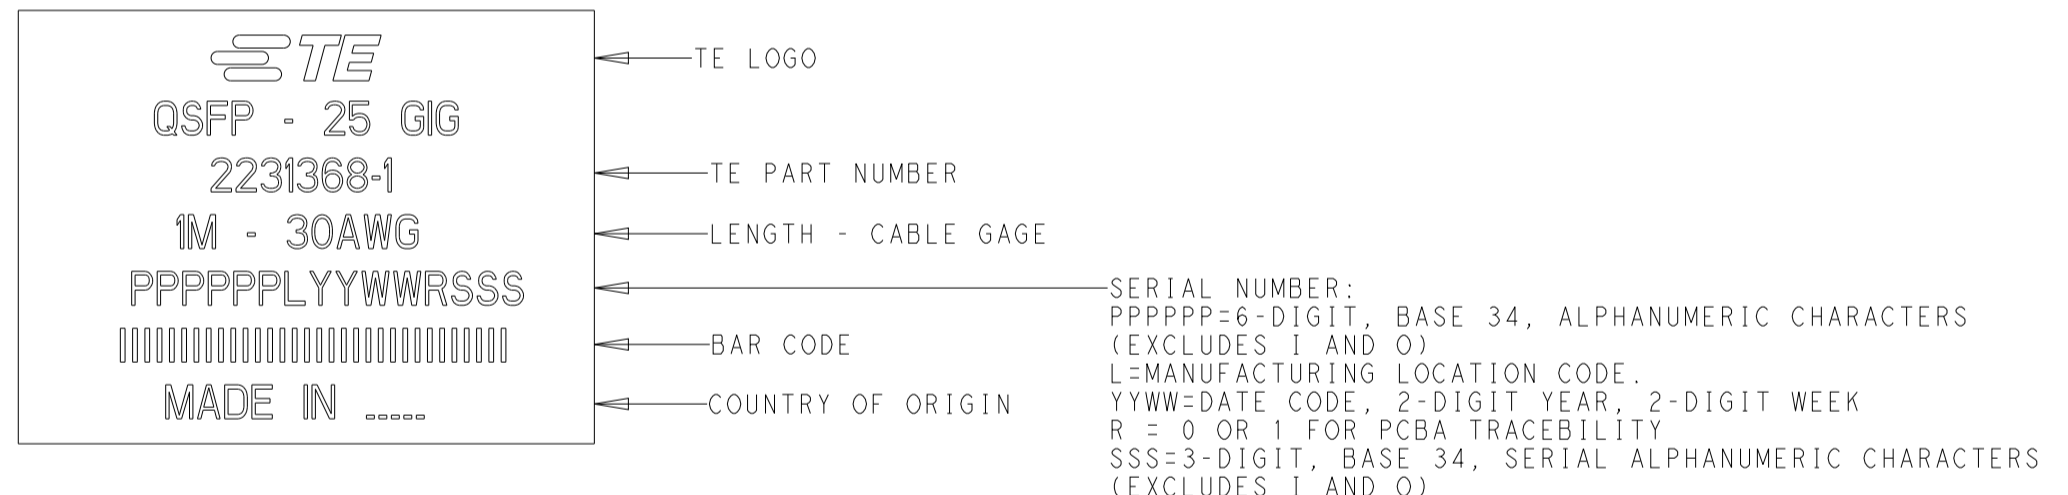 TE
TE LOGO
QSFP - 25 GIG
2231368-1
TE PART NUMBER
1M - 30AWG
LENGTH - CABLE GAGE
PPPPPPLYYWWRSSS
SERIAL NUMBER:
PPPPPP=6-DIGIT, BASE 34, ALPHANUMERIC CHARACTERS
(EXCLUDES I AND O)
L=MANUFACTURING LOCATION CODE.
YYWW=DATE CODE, 2-DIGIT YEAR, 2-DIGIT WEEK
R = 0 OR 1 FOR PCBA TRACEBILITY
SSS=3-DIGIT, BASE 34, SERIAL ALPHANUMERIC CHARACTERS
(EXCLUDES I AND O)
BAR CODE
MADE IN _____
COUNTRY OF ORIGIN